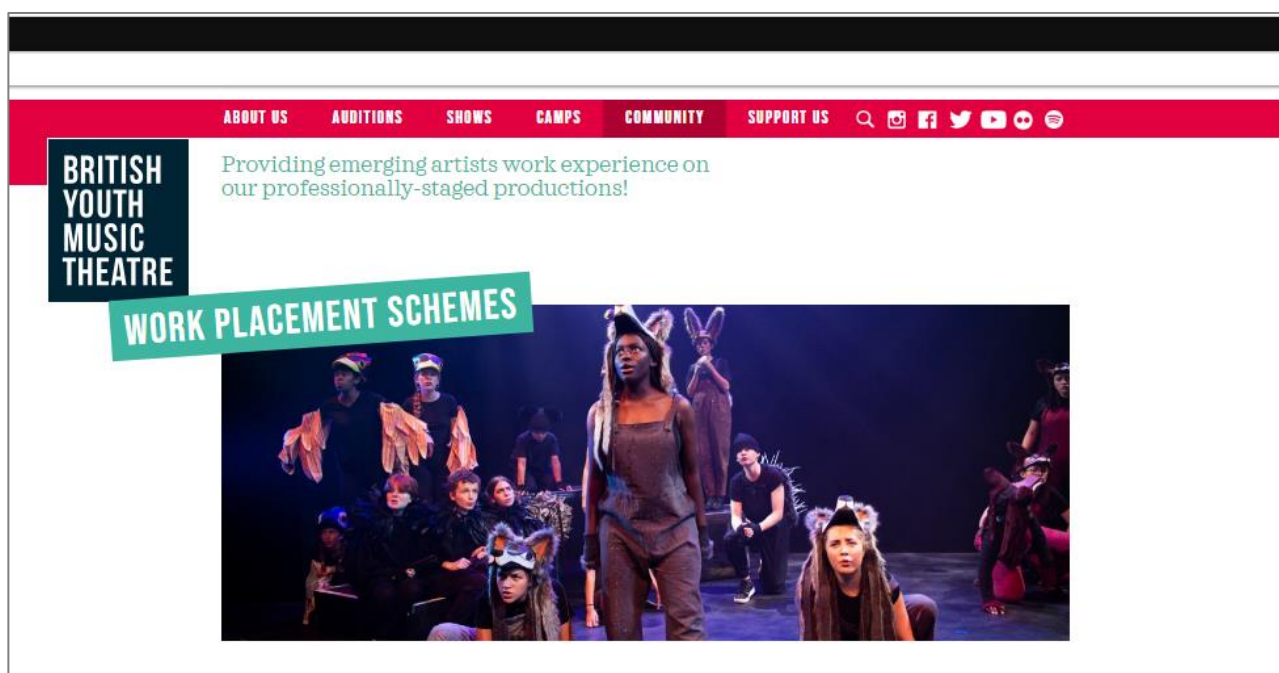 ABOUT US AUDITIONS SHOWS CAMPS COMMUNITY SUPPORT US
BRITISH
YOUTH
MUSIC
THEATRE
Providing emerging artists work experience on
our professionally-staged productions!
WORK PLACEMENT SCHEMES